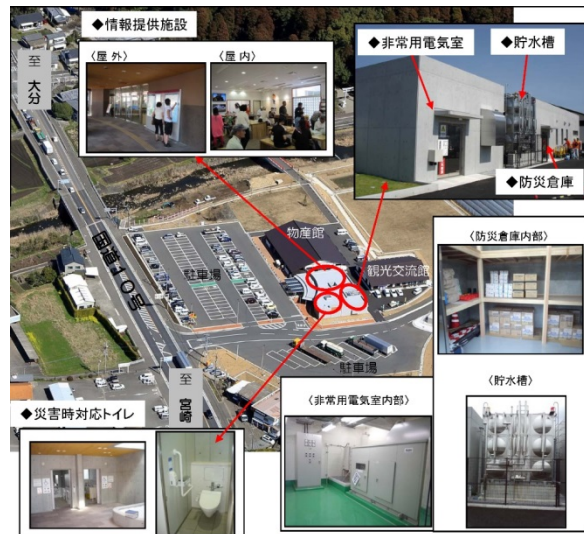 ◆情報提供施設
〈屋 外〉
〈屋 内〉
◆非常用電気室
◆貯水槽
◆防災倉庫
至 大分
国道10号
物産館
駐車場
観光交流館
駐車場
至 宮崎
〈防災倉庫内部〉
〈貯水槽〉
◆災害時対応トイレ
〈非常用電気室内部〉